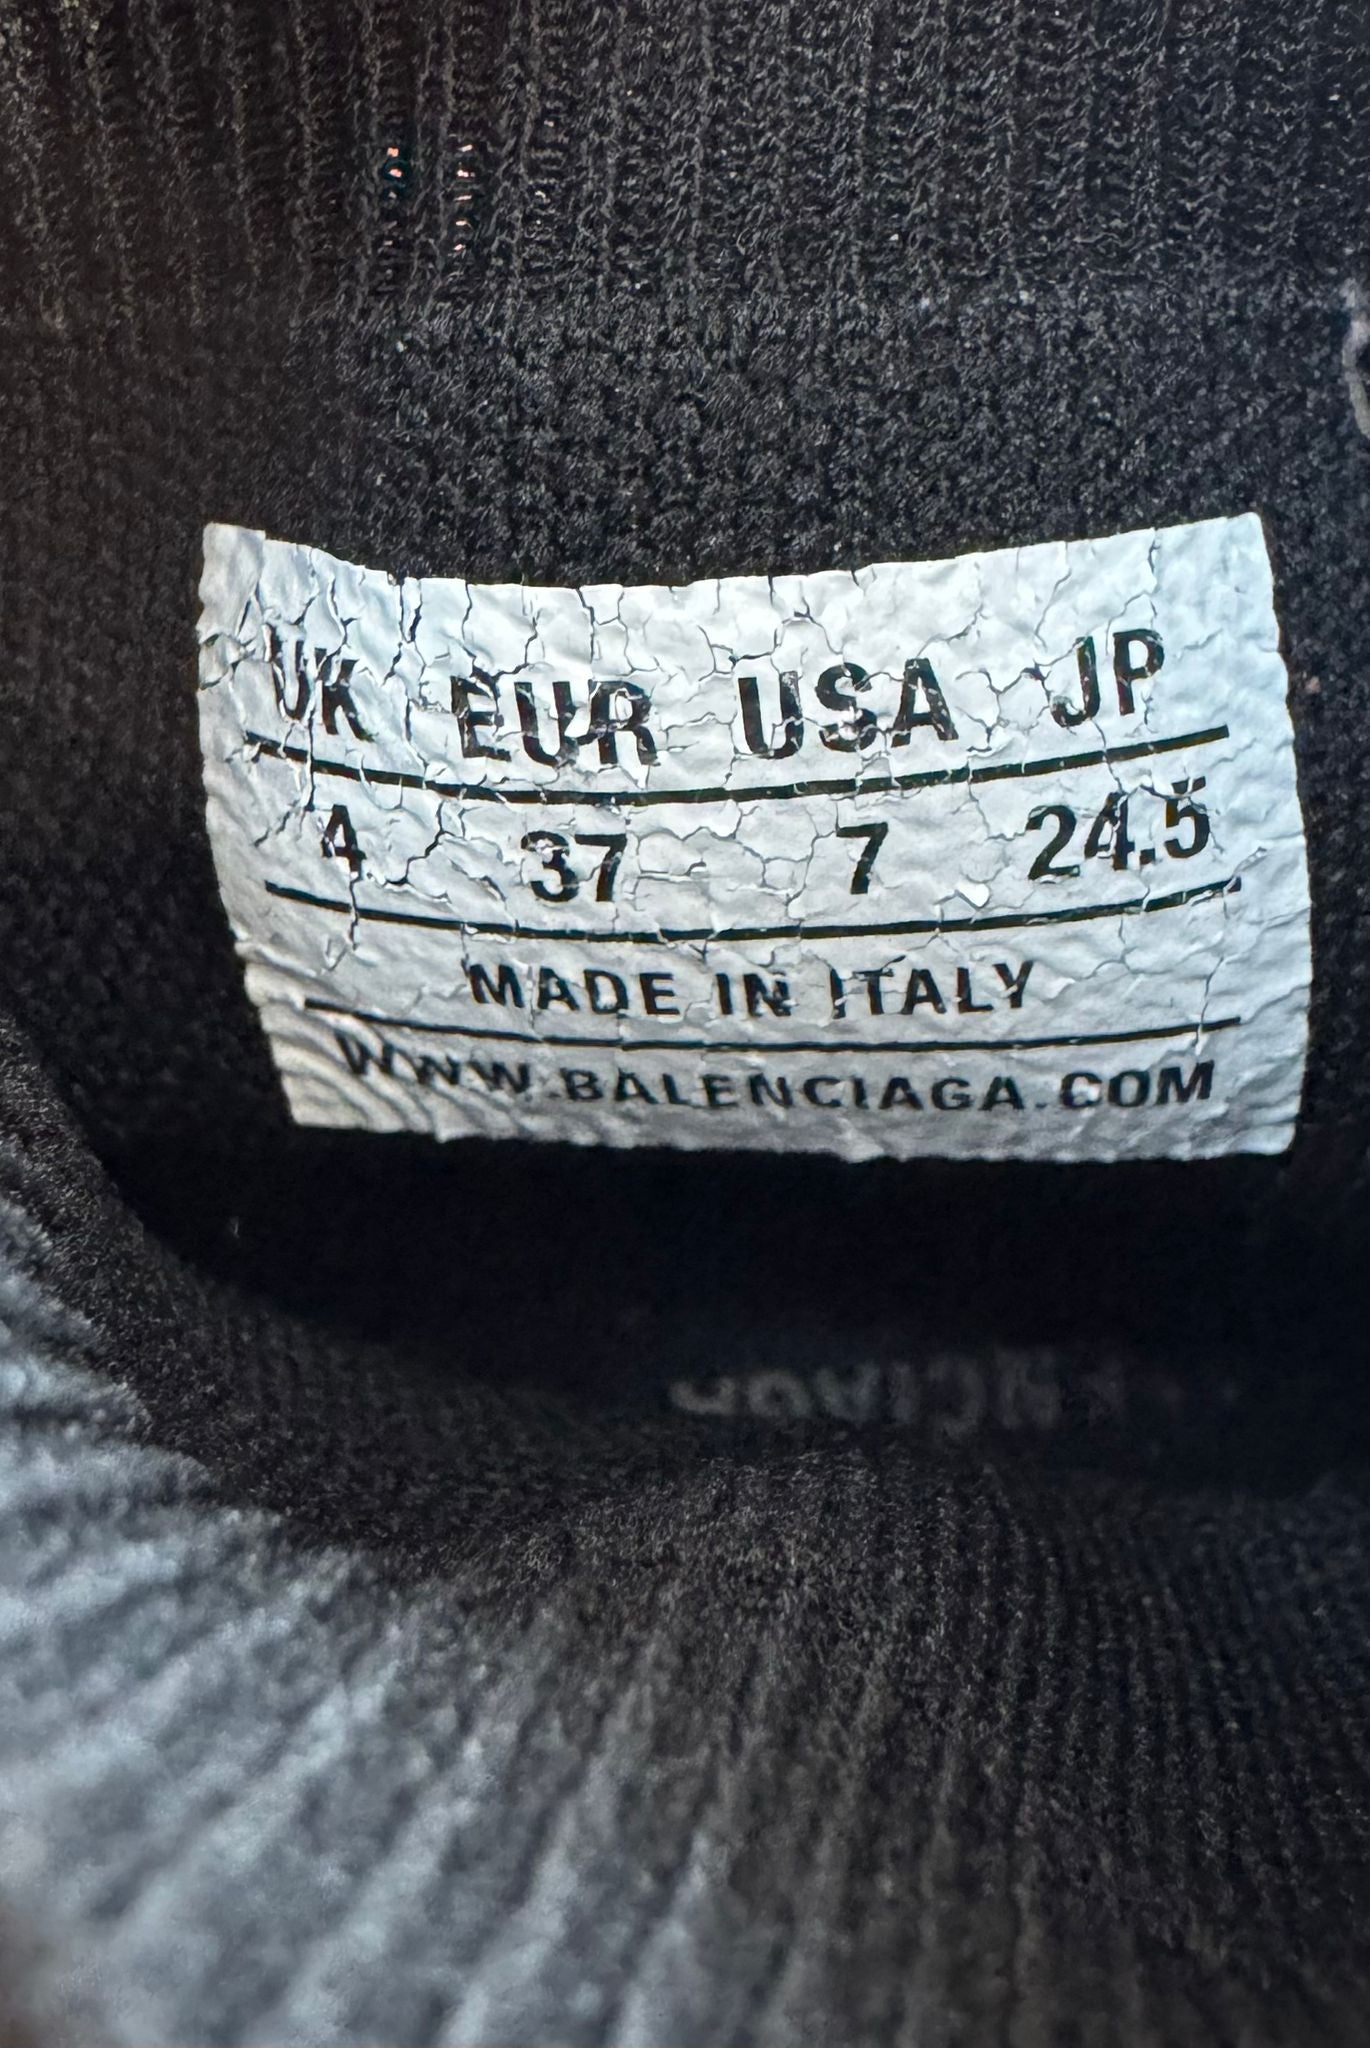 UK EUR USA JP
4 37 7 24.5
MADE IN ITALY
WWW.BALENCIAGA.COM